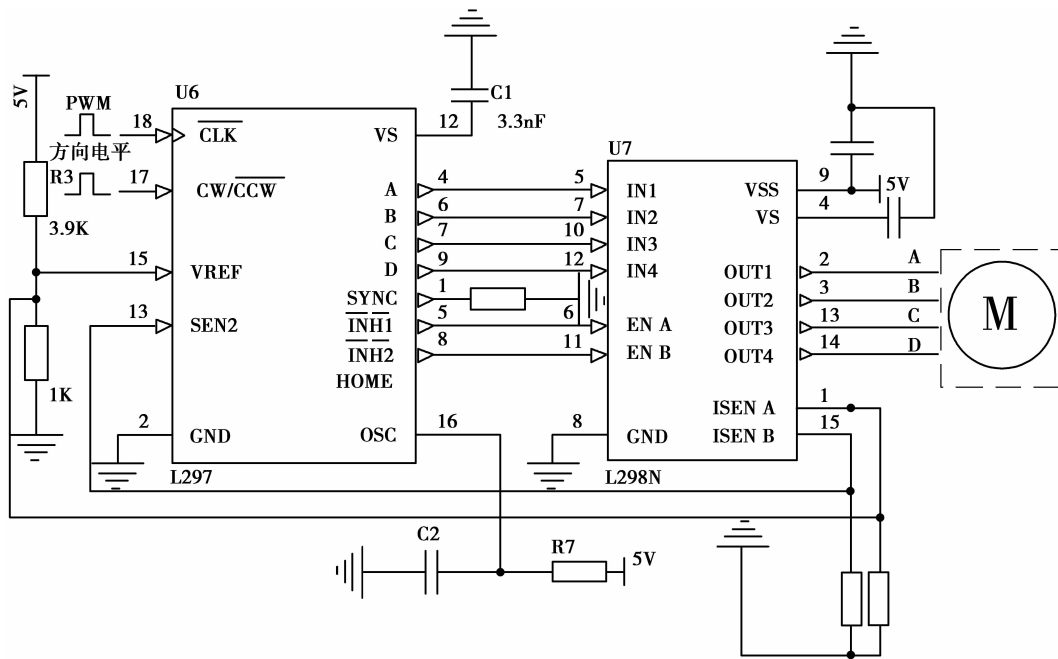 5V
PWM
方向电平
R3
3.9K
1K
U6
18
CLK
17
CW/CCW
15
VREF
13
SEN2
2
GND
L297
VS
12
C1
3.3nF
A
4
B
6
C
7
D
9
SYNC
1
INH1
5
INH2
8
HOME
OSC
16
U7
5
IN1
7
IN2
10
IN3
12
IN4
6
EN A
11
EN B
8
GND
L298N
VSS
9
5V
VS
4
OUT1
2
A
OUT2
3
B
OUT3
13
C
OUT4
14
D
M
ISEN A
1
ISEN B
15
C2
R7
5V